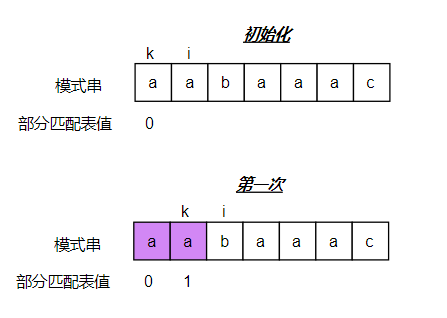 初始化
k i
模式串 a a b a a a c
部分匹配表值 0
第一次
k i
模式串 a a b a a a c
部分匹配表值 0 1